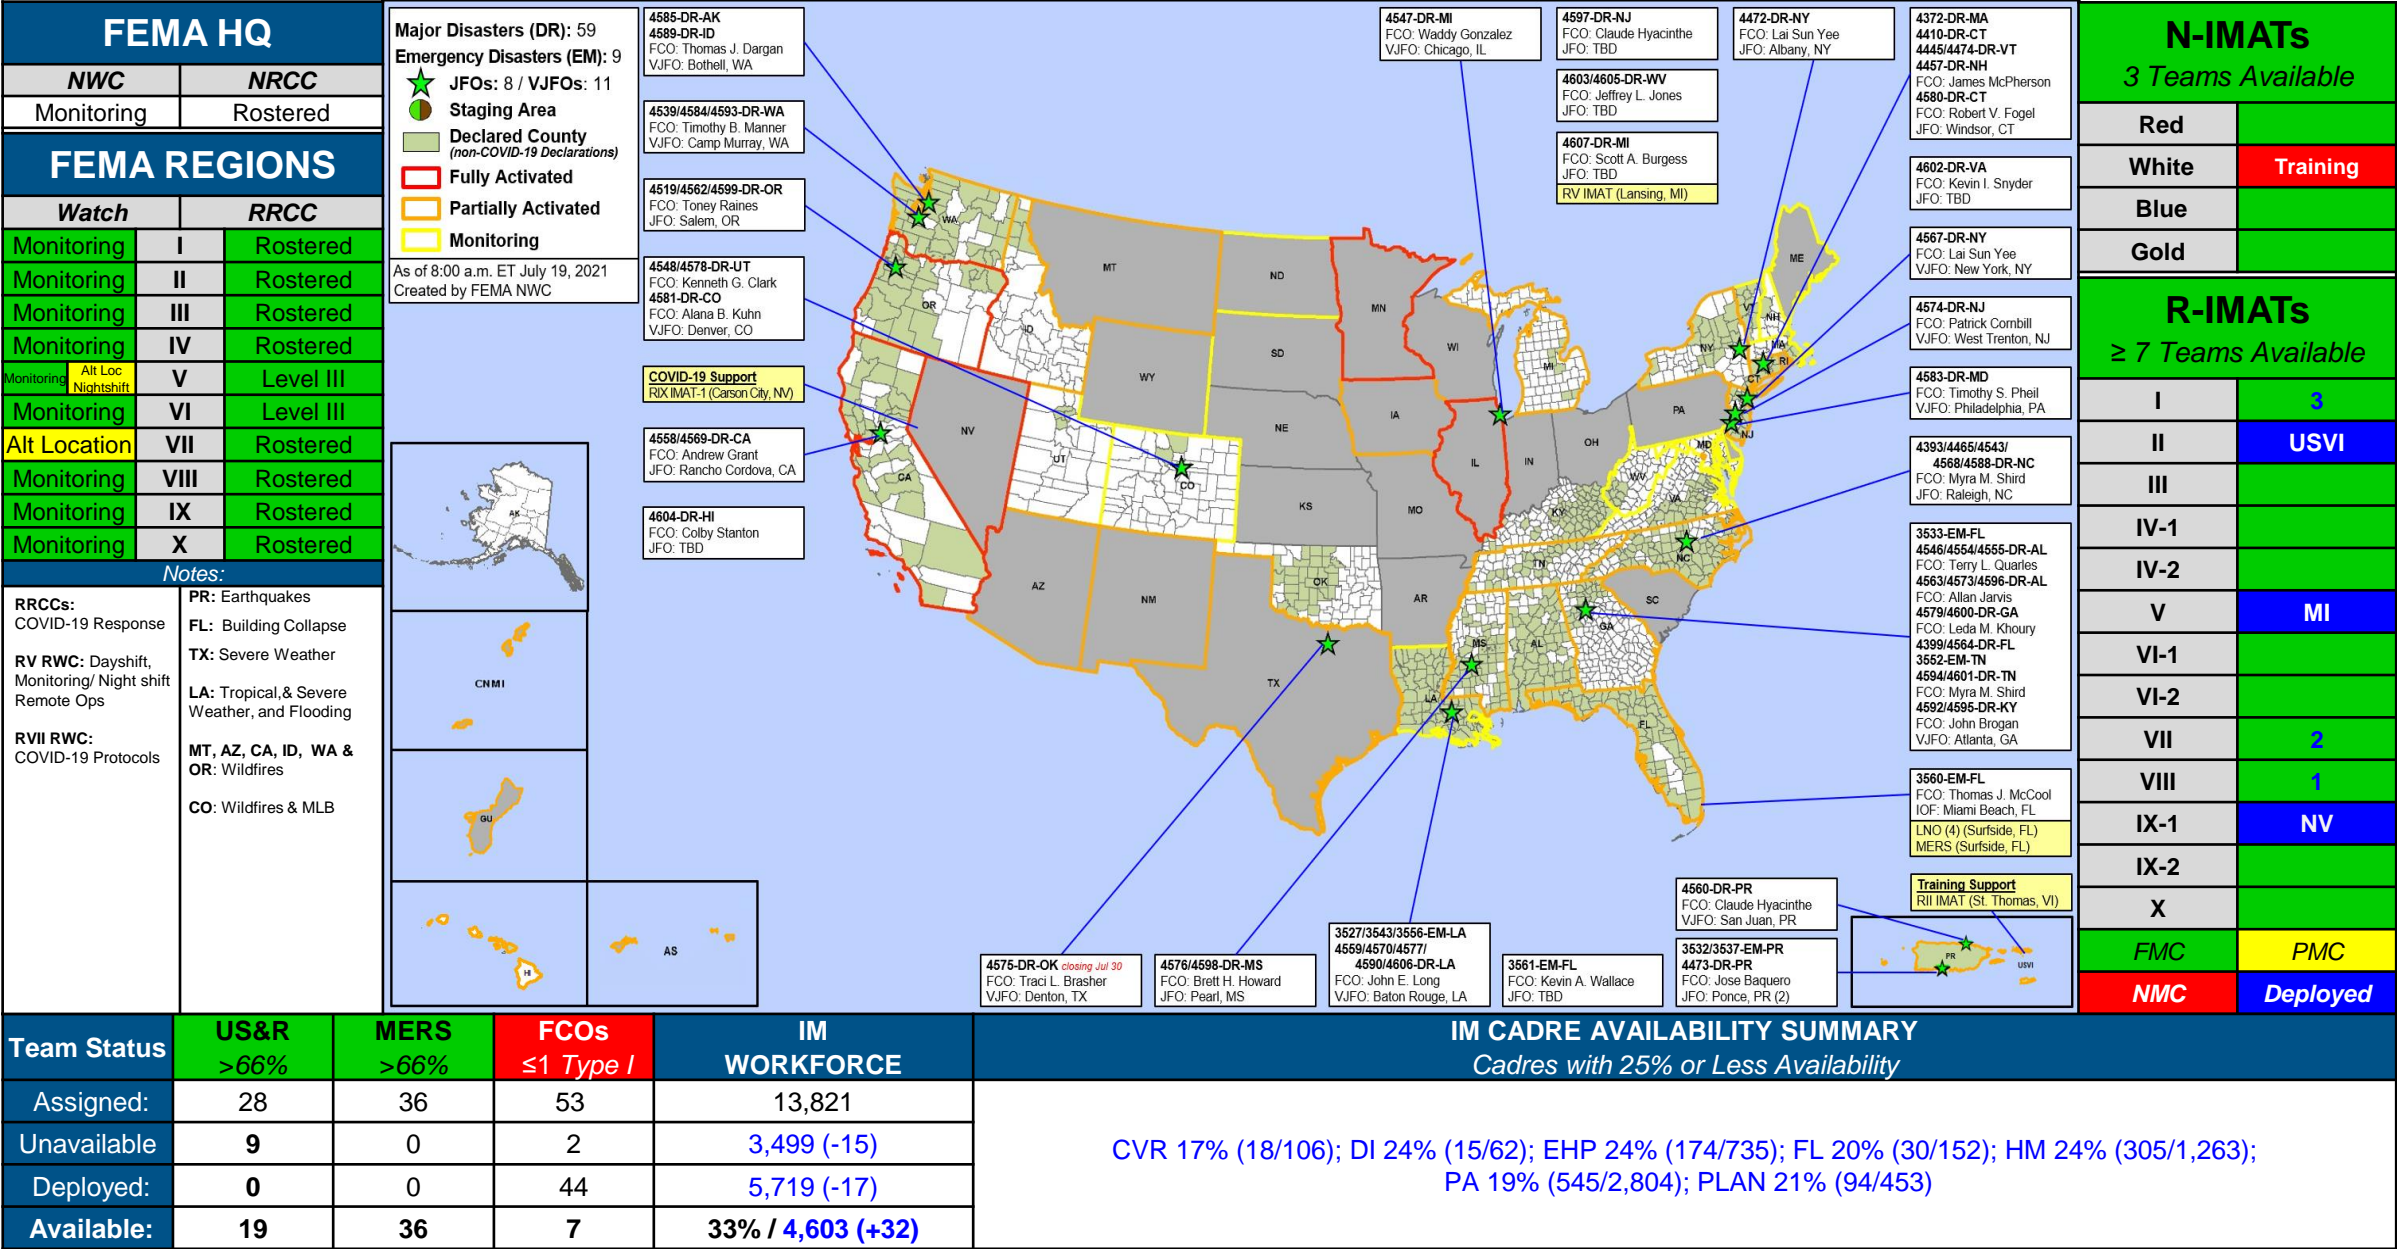 FEMA HQ
NWC NRCC
Monitoring Rostered
FEMA REGIONS
Watch RRCC
Monitoring I Rostered
Monitoring II Rostered
Monitoring III Rostered
Monitoring IV Rostered
Monitoring Alt Loc Nightshift V Level III
Monitoring VI Level III
Alt Location VII Rostered
Monitoring VIII Rostered
Monitoring IX Rostered
Monitoring X Rostered
Notes:
RRCCs:
COVID-19 Response
RV RWC: Dayshift,
Monitoring/ Night shift
Remote Ops
RVII RWC:
COVID-19 Protocols
PR: Earthquakes
FL: Building Collapse
TX: Severe Weather
LA: Tropical,& Severe
Weather, and Flooding
MT, AZ, CA, ID, WA &
OR: Wildfires
CO: Wildfires & MLB
Major Disasters (DR): 59
Emergency Disasters (EM): 9
JFOs: 8 / VJFOs: 11
Staging Area
Declared County
(non-COVID-19 Declarations)
Fully Activated
Partially Activated
Monitoring
As of 8:00 a.m. ET July 19, 2021
Created by FEMA NWC
4585-DR-AK
4589-DR-ID
FCO: Thomas J. Dargan
VJFO: Bothell, WA
4539/4584/4593-DR-WA
FCO: Timothy B. Manner
VJFO: Camp Murray, WA
4519/4562/4599-DR-OR
FCO: Toney Raines
JFO: Salem, OR
4548/4578-DR-UT
FCO: Kenneth G. Clark
4581-DR-CO
FCO: Alana B. Kuhn
VJFO: Denver, CO
COVID-19 Support
RIX IMAT-1 (Carson City, NV)
4558/4569-DR-CA
FCO: Andrew Grant
JFO: Rancho Cordova, CA
4604-DR-HI
FCO: Colby Stanton
JFO: TBD
4547-DR-MI
FCO: Waddy Gonzalez
VJFO: Chicago, IL
4597-DR-NJ
FCO: Claude Hyacinthe
JFO: TBD
4603/4605-DR-WV
FCO: Jeffrey L. Jones
JFO: TBD
4607-DR-MI
FCO: Scott A. Burgess
JFO: TBD
RV IMAT (Lansing, MI)
4472-DR-NY
FCO: Lai Sun Yee
JFO: Albany, NY
4372-DR-MA
4410-DR-CT
4445/4474-DR-VT
4457-DR-NH
FCO: James McPherson
4580-DR-CT
FCO: Robert V. Fogel
JFO: Windsor, CT
4602-DR-VA
FCO: Kevin I. Snyder
JFO: TBD
4567-DR-NY
FCO: Lai Sun Yee
VJFO: New York, NY
4574-DR-NJ
FCO: Patrick Cornbill
VJFO: West Trenton, NJ
4583-DR-MD
FCO: Timothy S. Pheil
VJFO: Philadelphia, PA
4393/4465/4543/
4568/4588-DR-NC
FCO: Myra M. Shird
JFO: Raleigh, NC
3533-EM-FL
4546/4554/4555-DR-AL
FCO: Terry L. Quarles
4563/4573/4596-DR-AL
FCO: Allan Jarvis
4579/4600-DR-GA
FCO: Leda M. Khoury
4399/4564-DR-FL
3552-EM-TN
4594/4601-DR-TN
FCO: Myra M. Shird
4592/4595-DR-KY
FCO: John Brogan
VJFO: Atlanta, GA
3560-EM-FL
FCO: Thomas J. McCool
IOF: Miami Beach, FL
LNO (4) (Surfside, FL)
MERS (Surfside, FL)
Training Support
RII IMAT (St. Thomas, VI)
4560-DR-PR
FCO: Claude Hyacinthe
VJFO: San Juan, PR
3532/3537-EM-PR
4473-DR-PR
FCO: Jose Baquero
JFO: Ponce, PR (2)
3561-EM-FL
FCO: Kevin A. Wallace
JFO: TBD
3527/3543/3556-EM-LA
4559/4570/4577/
4590/4606-DR-LA
FCO: John E. Long
VJFO: Baton Rouge, LA
4576/4598-DR-MS
FCO: Brett H. Howard
JFO: Pearl, MS
4575-DR-OK closing Jul 30
FCO: Traci L. Brasher
VJFO: Denton, TX
WA
MT
ND
MN
ME
OR
ID
SD
WI
MI
NY
VT
NH
MA
RI
CT
WY
IA
PA
NJ
NV
UT
CO
NE
IL
IN
OH
MD
CA
KS
MO
KY
WV
VA
AZ
NM
OK
AR
TN
NC
SC
TX
LA
MS
AL
GA
FL
AK
CNMI
GU
HI
AS
PR
USVI
N-IMATs
3 Teams Available
Red
White Training
Blue
Gold
R-IMATs
≥ 7 Teams Available
I 3
II USVI
III
IV-1
IV-2
V MI
VI-1
VI-2
VII 2
VIII 1
IX-1 NV
IX-2
X
FMC PMC
NMC Deployed
Team Status US&R >66% MERS >66% FCOs ≤1 Type I IM WORKFORCE
Assigned: 28 36 53 13,821
Unavailable 9 0 2 3,499 (-15)
Deployed: 0 0 44 5,719 (-17)
Available: 19 36 7 33% / 4,603 (+32)
IM CADRE AVAILABILITY SUMMARY
Cadres with 25% or Less Availability
CVR 17% (18/106); DI 24% (15/62); EHP 24% (174/735); FL 20% (30/152); HM 24% (305/1,263);
PA 19% (545/2,804); PLAN 21% (94/453)